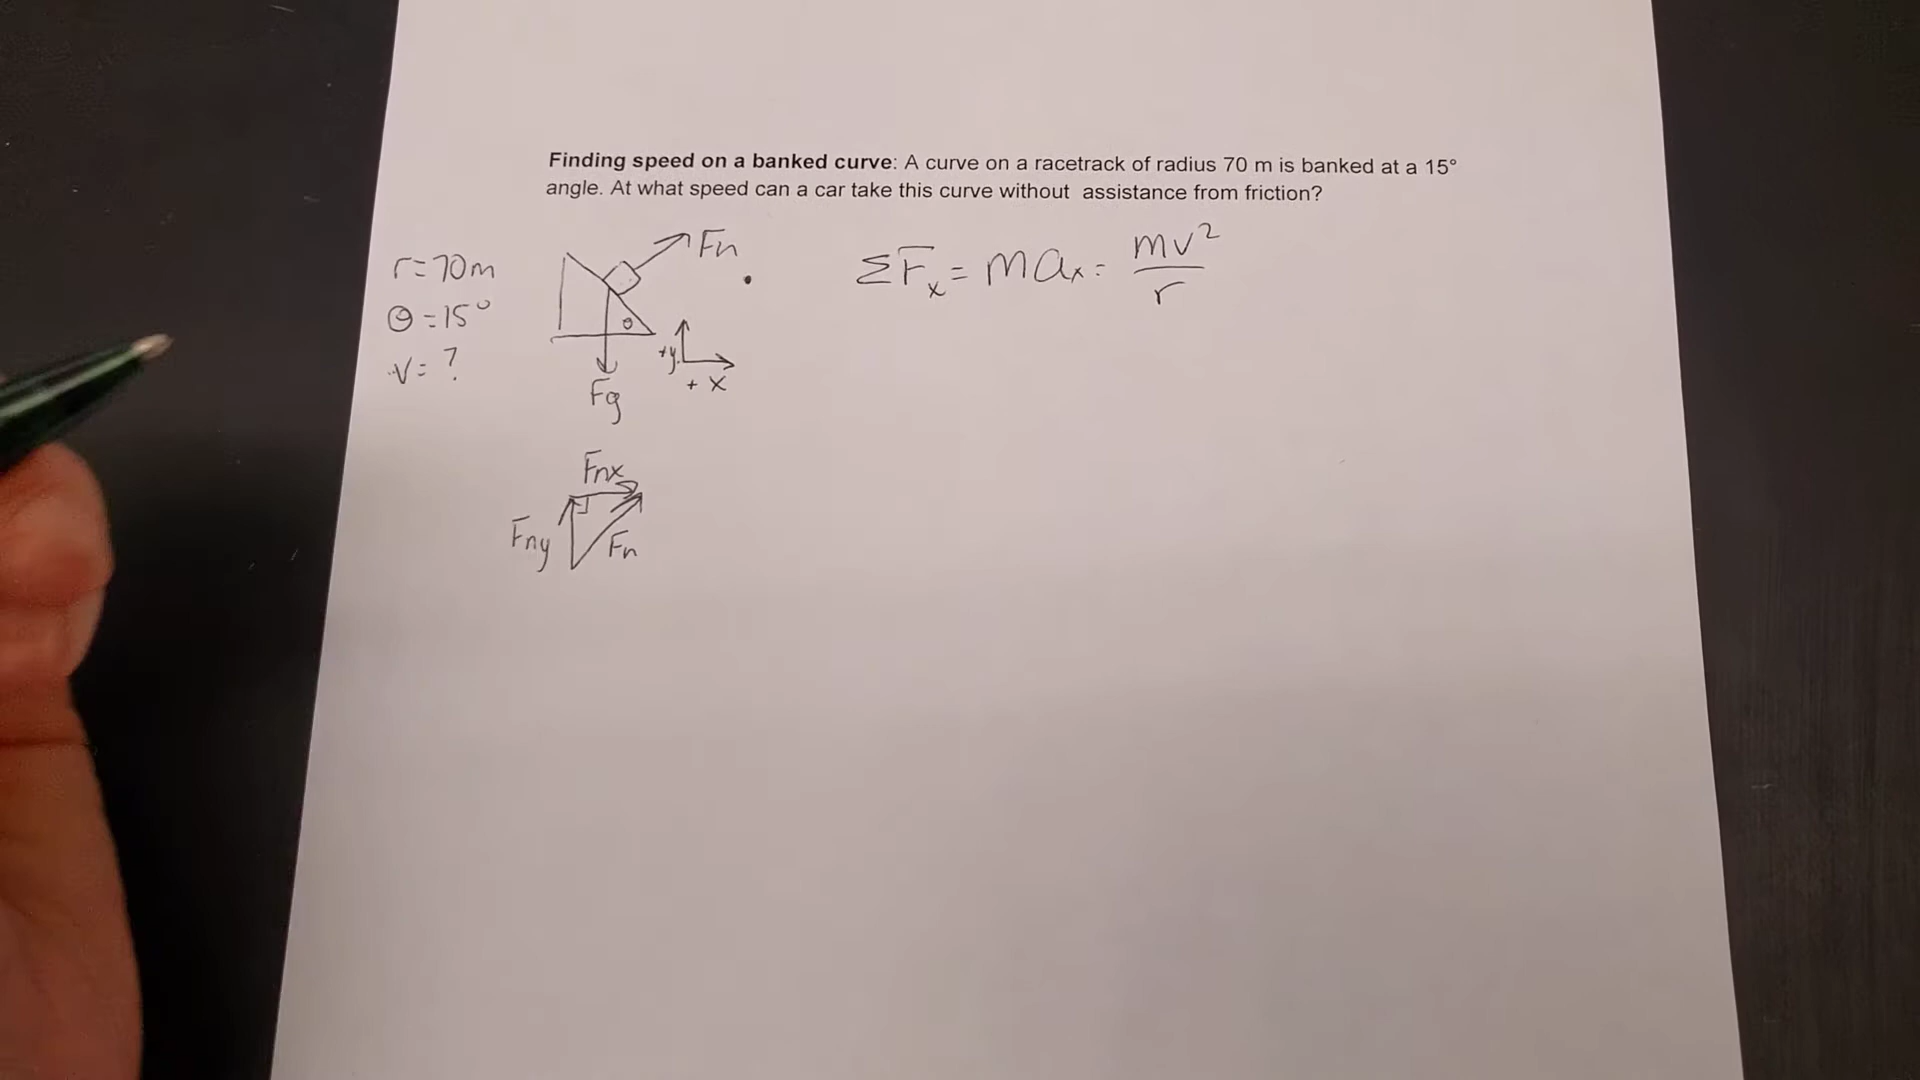 Finding speed on a banked curve: A curve on a racetrack of radius 70 m is banked at a 15°
angle. At what speed can a car take this curve without assistance from friction?
r=70m
θ=15°
v=?
Fn
θ
Fg
+y
+x
ΣFx = max = mv²/r
Fnx
Fny
Fn